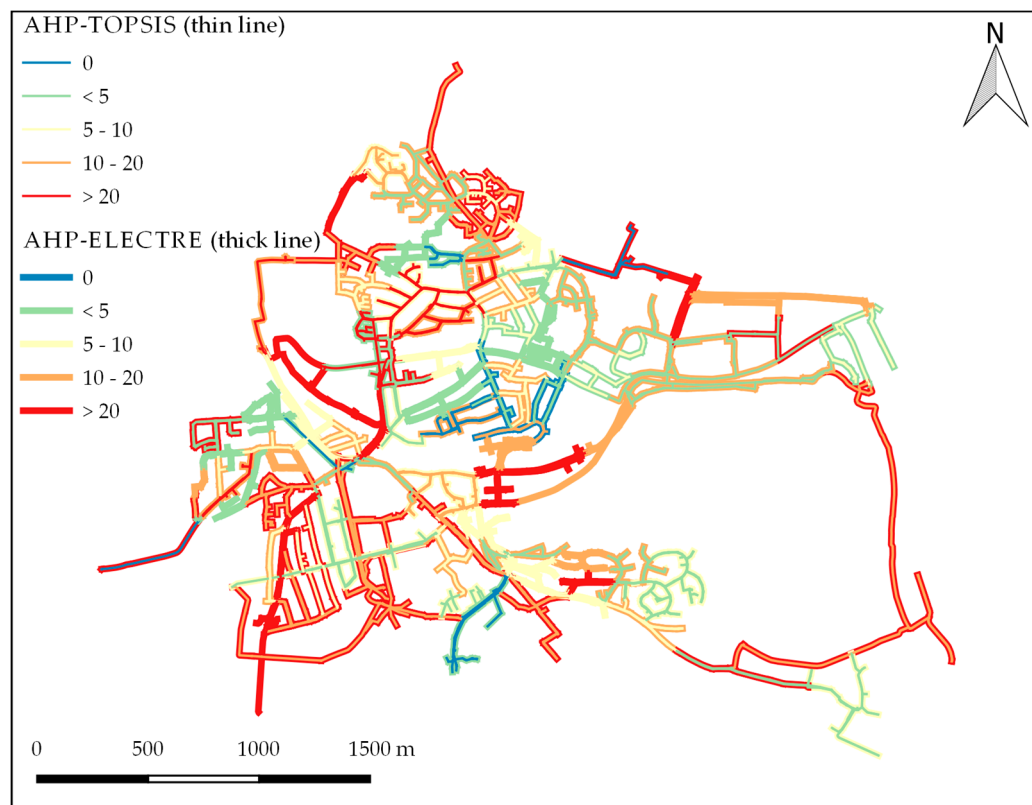 AHP-TOPSIS (thin line)
0
< 5
5 - 10
10 - 20
> 20
AHP-ELECTRE (thick line)
0
< 5
5 - 10
10 - 20
> 20
N
0 500 1000 1500 m